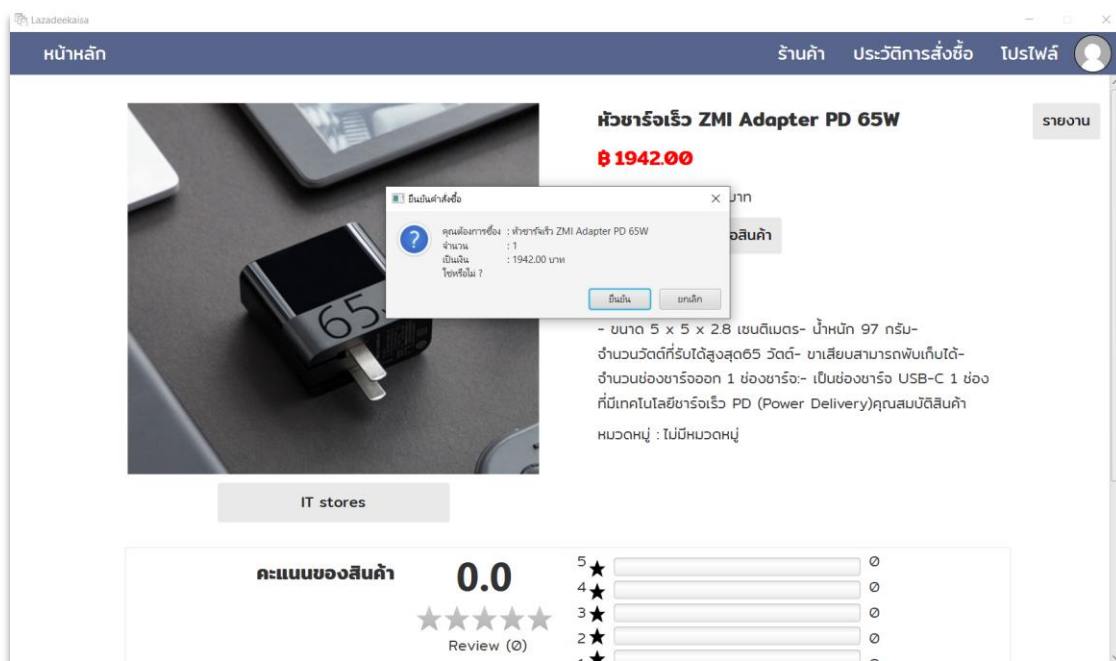 Lazadeekaisa
หน้าหลัก
ร้านค้า
ประวัติการสั่งซื้อ
โปรไฟล์
หัวชาร์จเร็ว ZMI Adapter PD 65W
รายงาน
฿ 1942.00
บาท
ยืนยันคำสั่งซื้อ
คุณต้องการซื้อง : หัวชาร์จเร็ว ZMI Adapter PD 65W
จำนวน : 1
เป็นเงิน : 1942.00 บาท
ใช่หรือไม่ ?
ยืนยัน
ยกเลิก
อสินค้า
65
- ขนาด 5 x 5 x 2.8 เซนติเมตร- น้ำหนัก 97 กรัม-
จำนวนวัตต์ที่รับได้สูงสุด65 วัตต์- ขาเสียบสามารถพับเก็บได้-
จำนวนช่องชาร์จออก 1 ช่องชาร์จ:- เป็นช่องชาร์จ USB-C 1 ช่อง
ที่มีเทคโนโลยีชาร์จเร็ว PD (Power Delivery)คุณสมบัติสินค้า
หมวดหมู่ : ไม่มีหมวดหมู่
IT stores
คะแนนของสินค้า
0.0
Review (0)
5 0
4 0
3 0
2 0